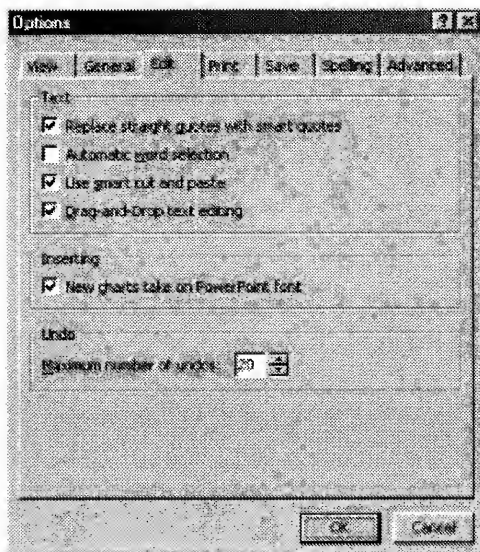 Options
View General Edit Print Save Spelling Advanced
Text
Replace straight quotes with smart quotes
Automatic word selection
Use smart cut and paste
Drag-and-Drop text editing
Inserting
New charts take on PowerPoint font
Undo
Maximum number of undos: 20
OK Cancel